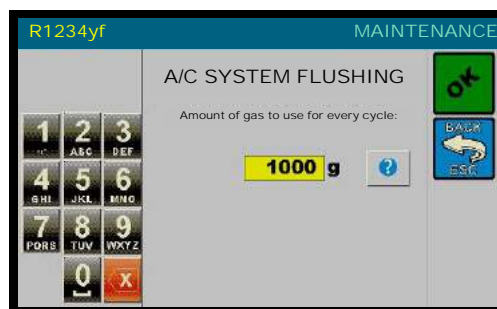 R1234yf MAINTENANCE
A/C SYSTEM FLUSHING
Amount of gas to use for every cycle:
1000 g ?
OK
BACK
ESC
1 2 3
ABC DEF
4 5 6
GHI JKL MNO
7 8 9
PQRS TUV WXYZ
0 X